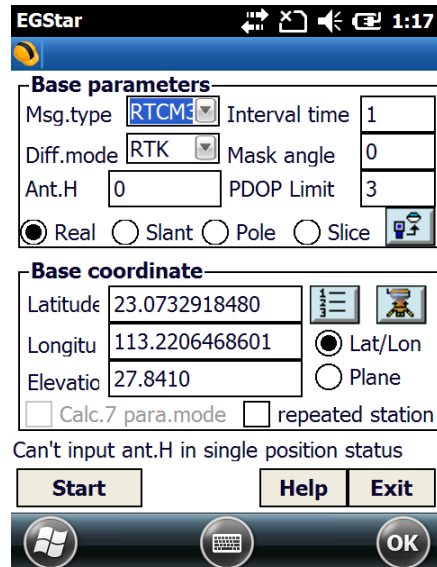 EGStar 1:17
Base parameters
Msg.type RTCM3 Interval time 1
Diff.mode RTK Mask angle 0
Ant.H 0 PDOP Limit 3
Real Slant Pole Slice
Base coordinate
Latitude 23.0732918480
Longitu 113.2206468601 Lat/Lon
Elevatio 27.8410 Plane
Calc.7 para.mode repeated station
Can't input ant.H in single position status
Start Help Exit
OK